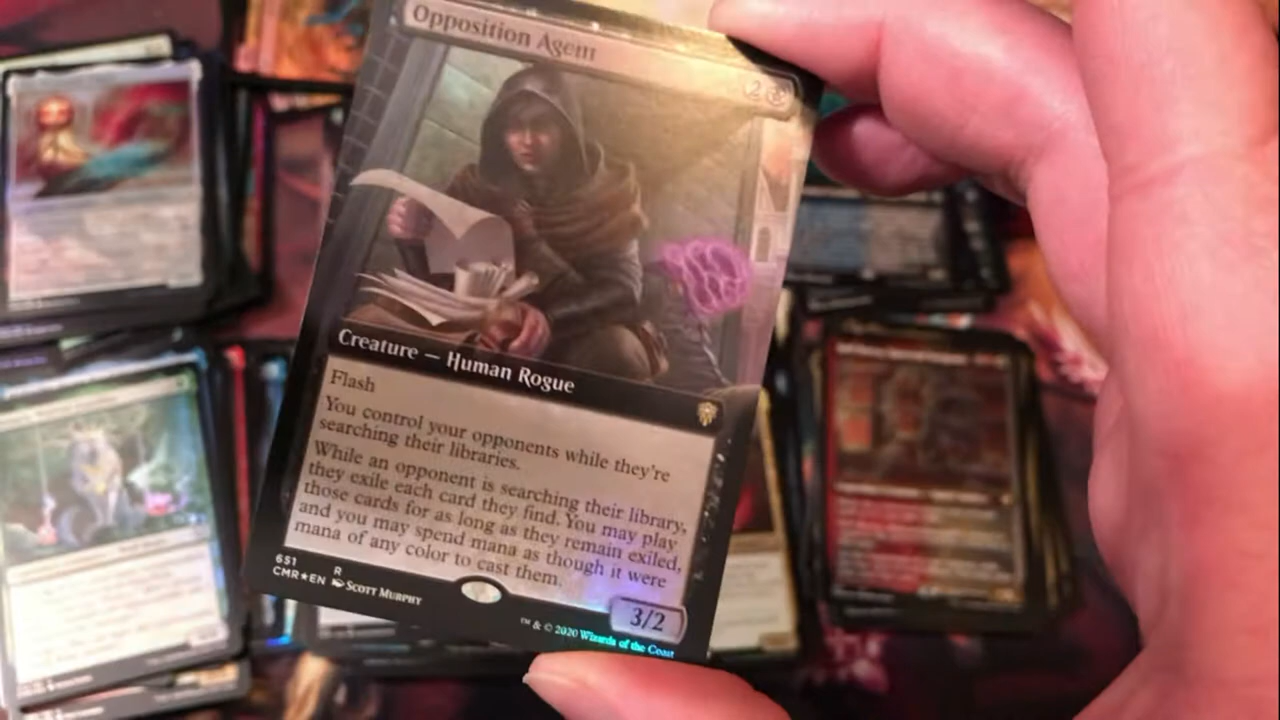 Opposition Agent
2
Creature — Human Rogue
Flash
You control your opponents while they're
searching their libraries.
While an opponent is searching their library,
they exile each card they find. You may play
those cards for as long as they remain exiled,
and you may spend mana as though it were
mana of any color to cast them.
3/2
651 R
CMR★EN SCOTT MURPHY
™ & © 2020 Wizards of the Coast